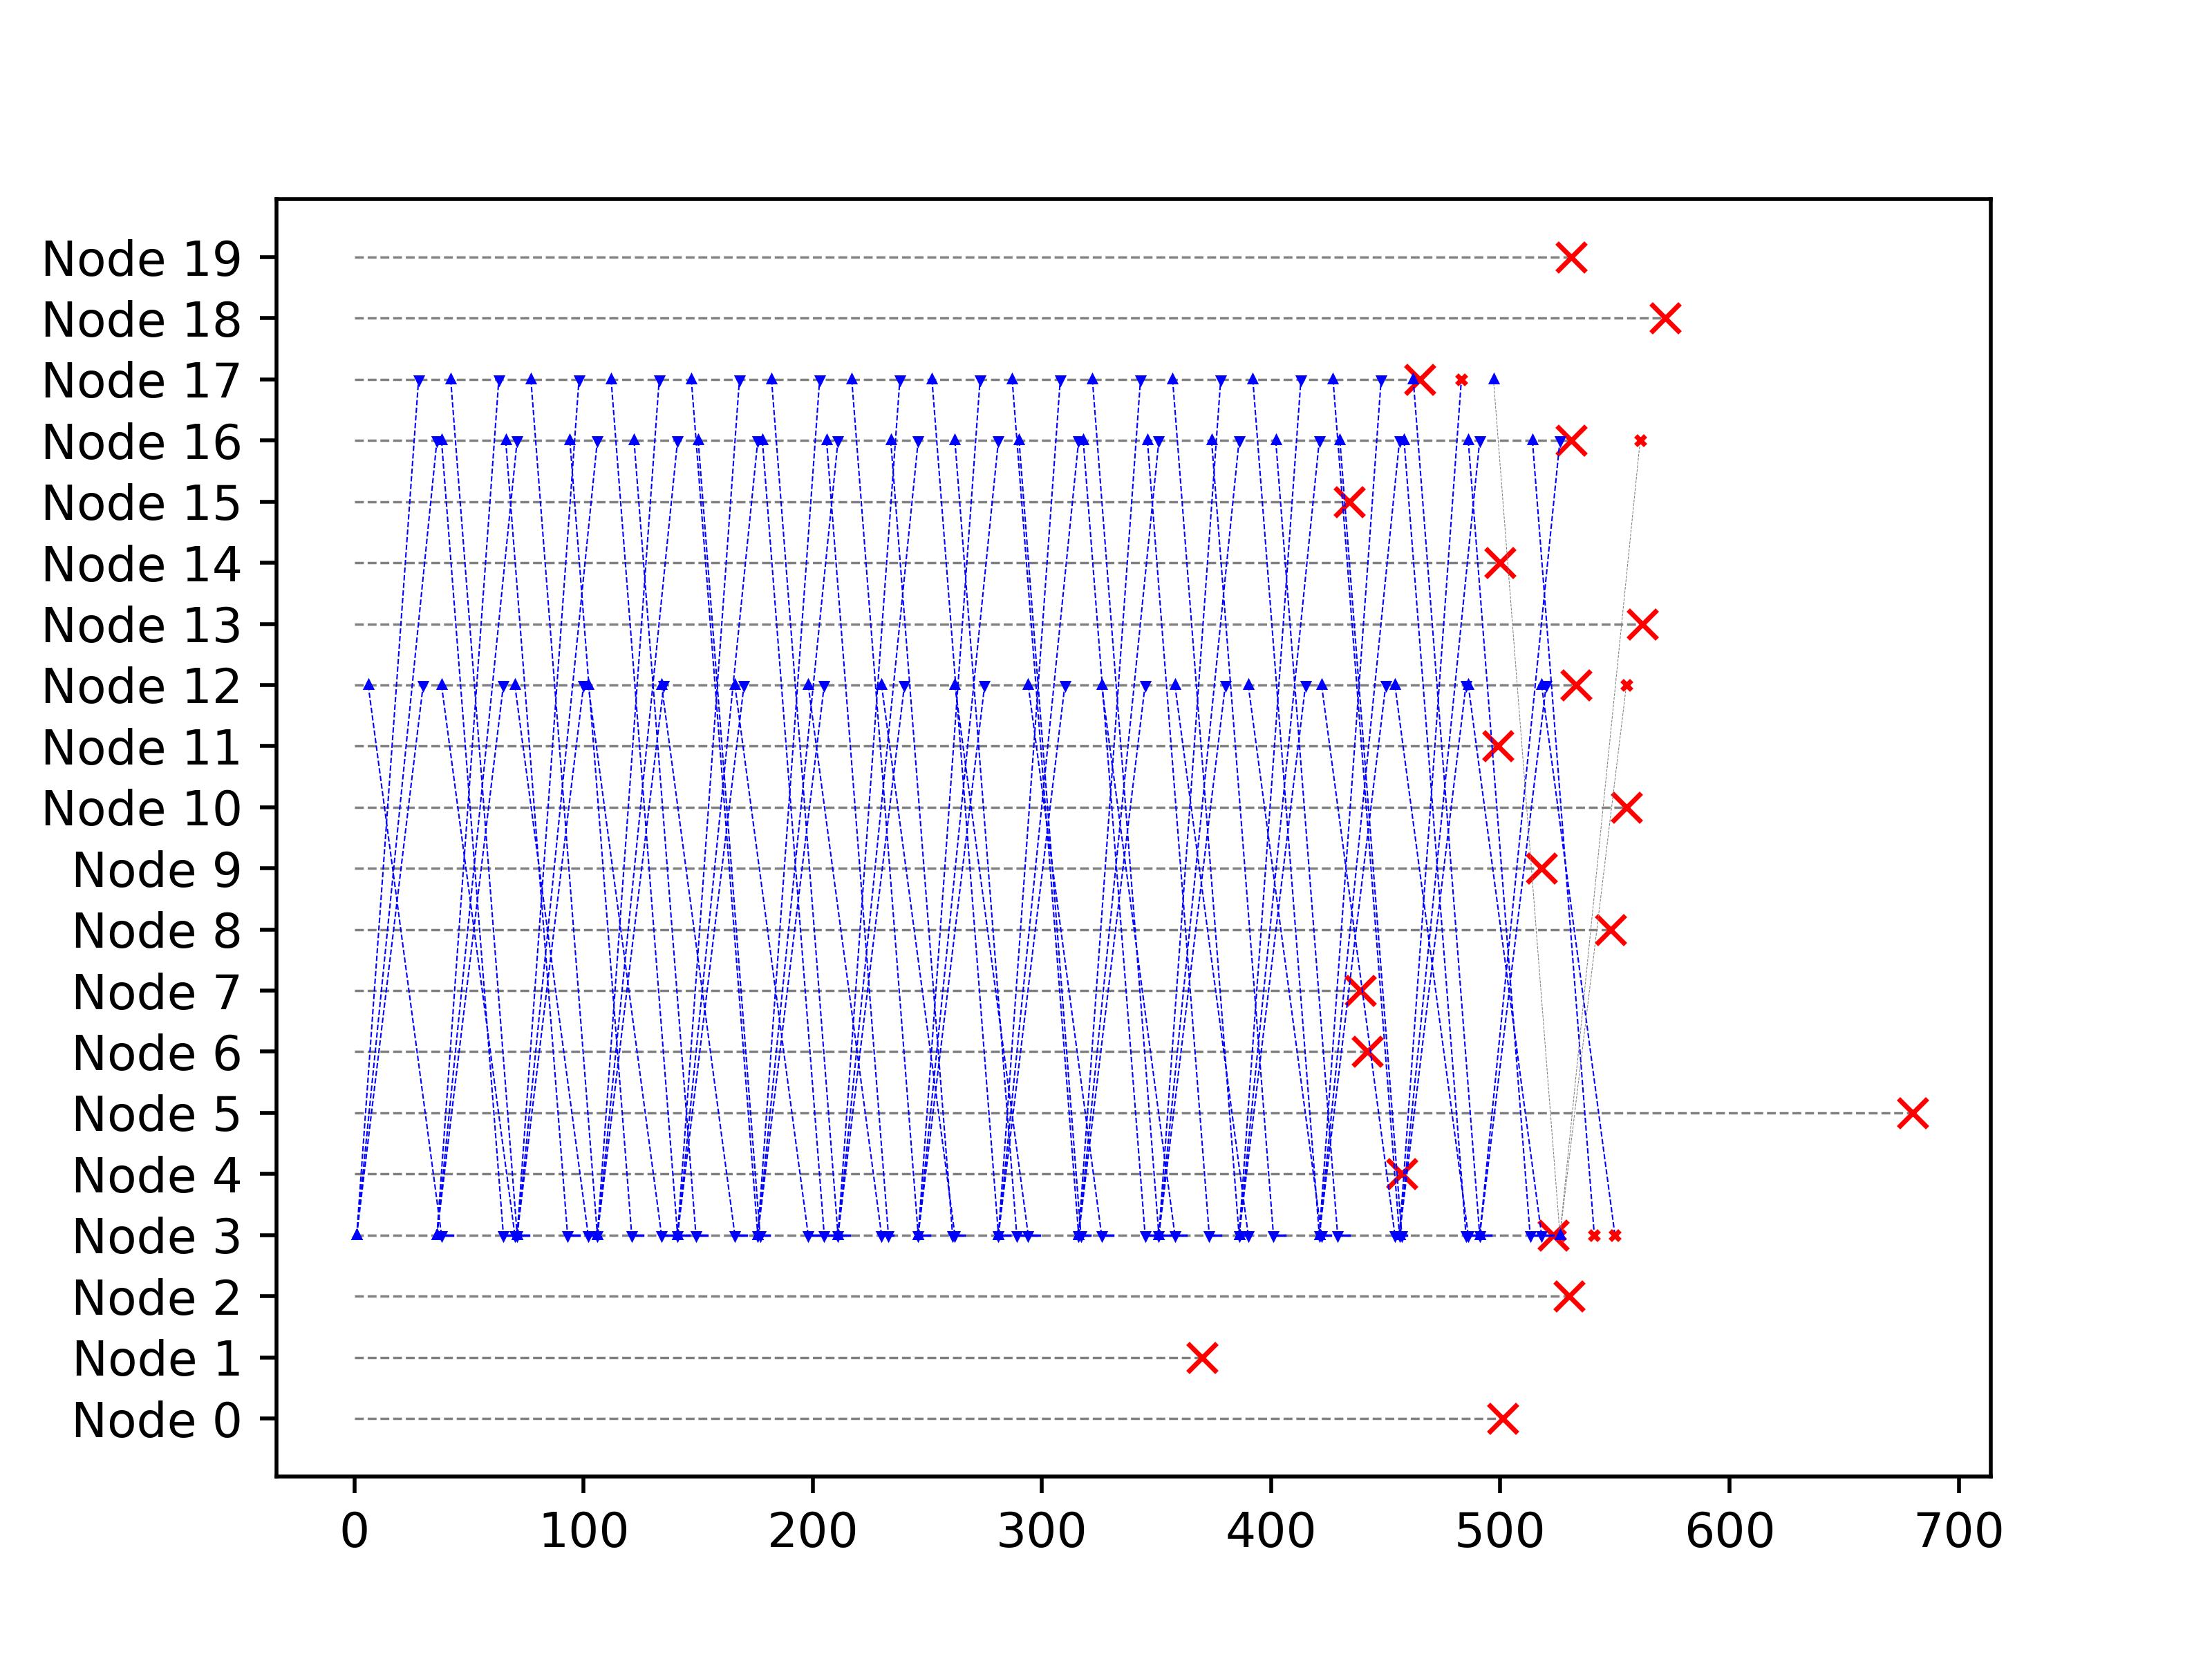 Node 19
Node 18
Node 17
Node 16
Node 15
Node 14
Node 13
Node 12
Node 11
Node 10
Node 9
Node 8
Node 7
Node 6
Node 5
Node 4
Node 3
Node 2
Node 1
Node 0
0 100 200 300 400 500 600 700